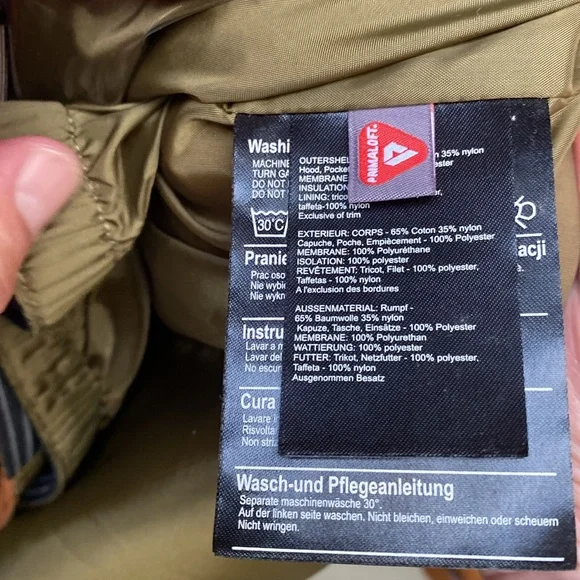 Washi
MACHINE
TURN GA
DO NOT
DO NOT
30°C
OUTERSHEL 35% nylon
Hood, Pocket
MEMBRANE
INSULATION
LINING: trico
taffeta-100% nylon
Exclusive of trim
PRIMALOFT.
EXTERIEUR: CORPS - 65% Coton 35% nylon
Capuche, Poche, Empiècement - 100% Polyester
MEMBRANE: 100% Polyuréthane
ISOLATION: 100% polyester
REVÊTEMENT: Tricot, Filet - 100% polyester,
Taffetas - 100% nylon
A l'exclusion des bordures
Pranie
acji
Prac oso
Nie wybie
Nie wykr
AUSSENMATERIAL: Rumpf -
65% Baumwolle 35% nylon
Kapuze, Tasche, Einsätze - 100% Polyester
MEMBRANE: 100% Polyurethan
WATTIERUNG: 100% polyester
FUTTER: Trikot, Netzfutter - 100% polyester,
Taffeta - 100% nylon
Ausgenommen Besatz
Instru
Lavar a m
Lavar del
No escur
Cura
Lavare i
Risvolta
Non stri
Wasch-und Pflegeanleitung
Separate maschinenwäsche 30°.
Auf der linken seite waschen. Nicht bleichen, einweichen oder scheuern
Nicht wringen.